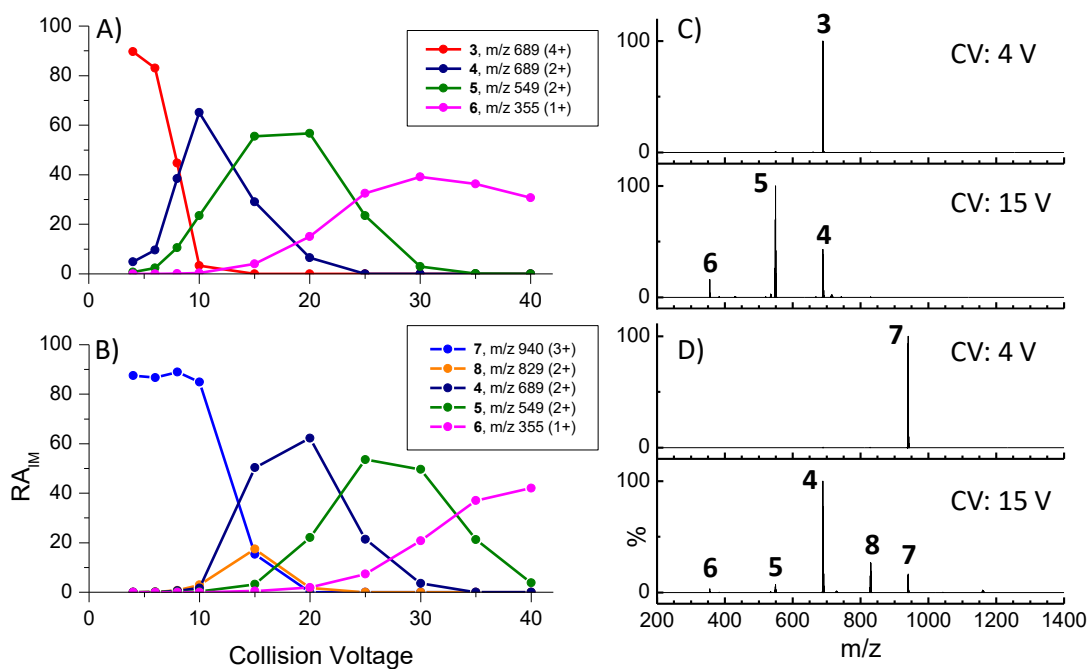 A)
3, m/z 689 (4+)
4, m/z 689 (2+)
5, m/z 549 (2+)
6, m/z 355 (1+)
100
80
60
40
20
0
0 10 20 30 40
B)
7, m/z 940 (3+)
8, m/z 829 (2+)
4, m/z 689 (2+)
5, m/z 549 (2+)
6, m/z 355 (1+)
100
80
60
40
20
0
RA_IM
0 10 20 30 40
Collision Voltage
C)
3
CV: 4 V
100
0
5
CV: 15 V
100
4
6
0
D)
7
CV: 4 V
100
0
4
CV: 15 V
100
8
7
6
5
%
0
200 400 600 800 1000 1200 1400
m/z